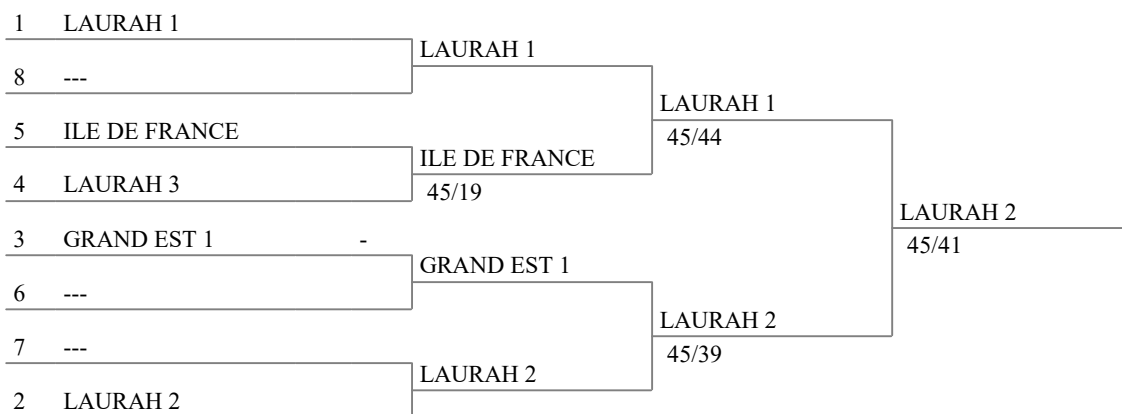 1 LAURAH 1
LAURAH 1
8 ---
LAURAH 1
45/44
5 ILE DE FRANCE
ILE DE FRANCE
45/19
4 LAURAH 3
LAURAH 2
45/41
3 GRAND EST 1 -
GRAND EST 1
6 ---
LAURAH 2
45/39
7 ---
LAURAH 2
2 LAURAH 2